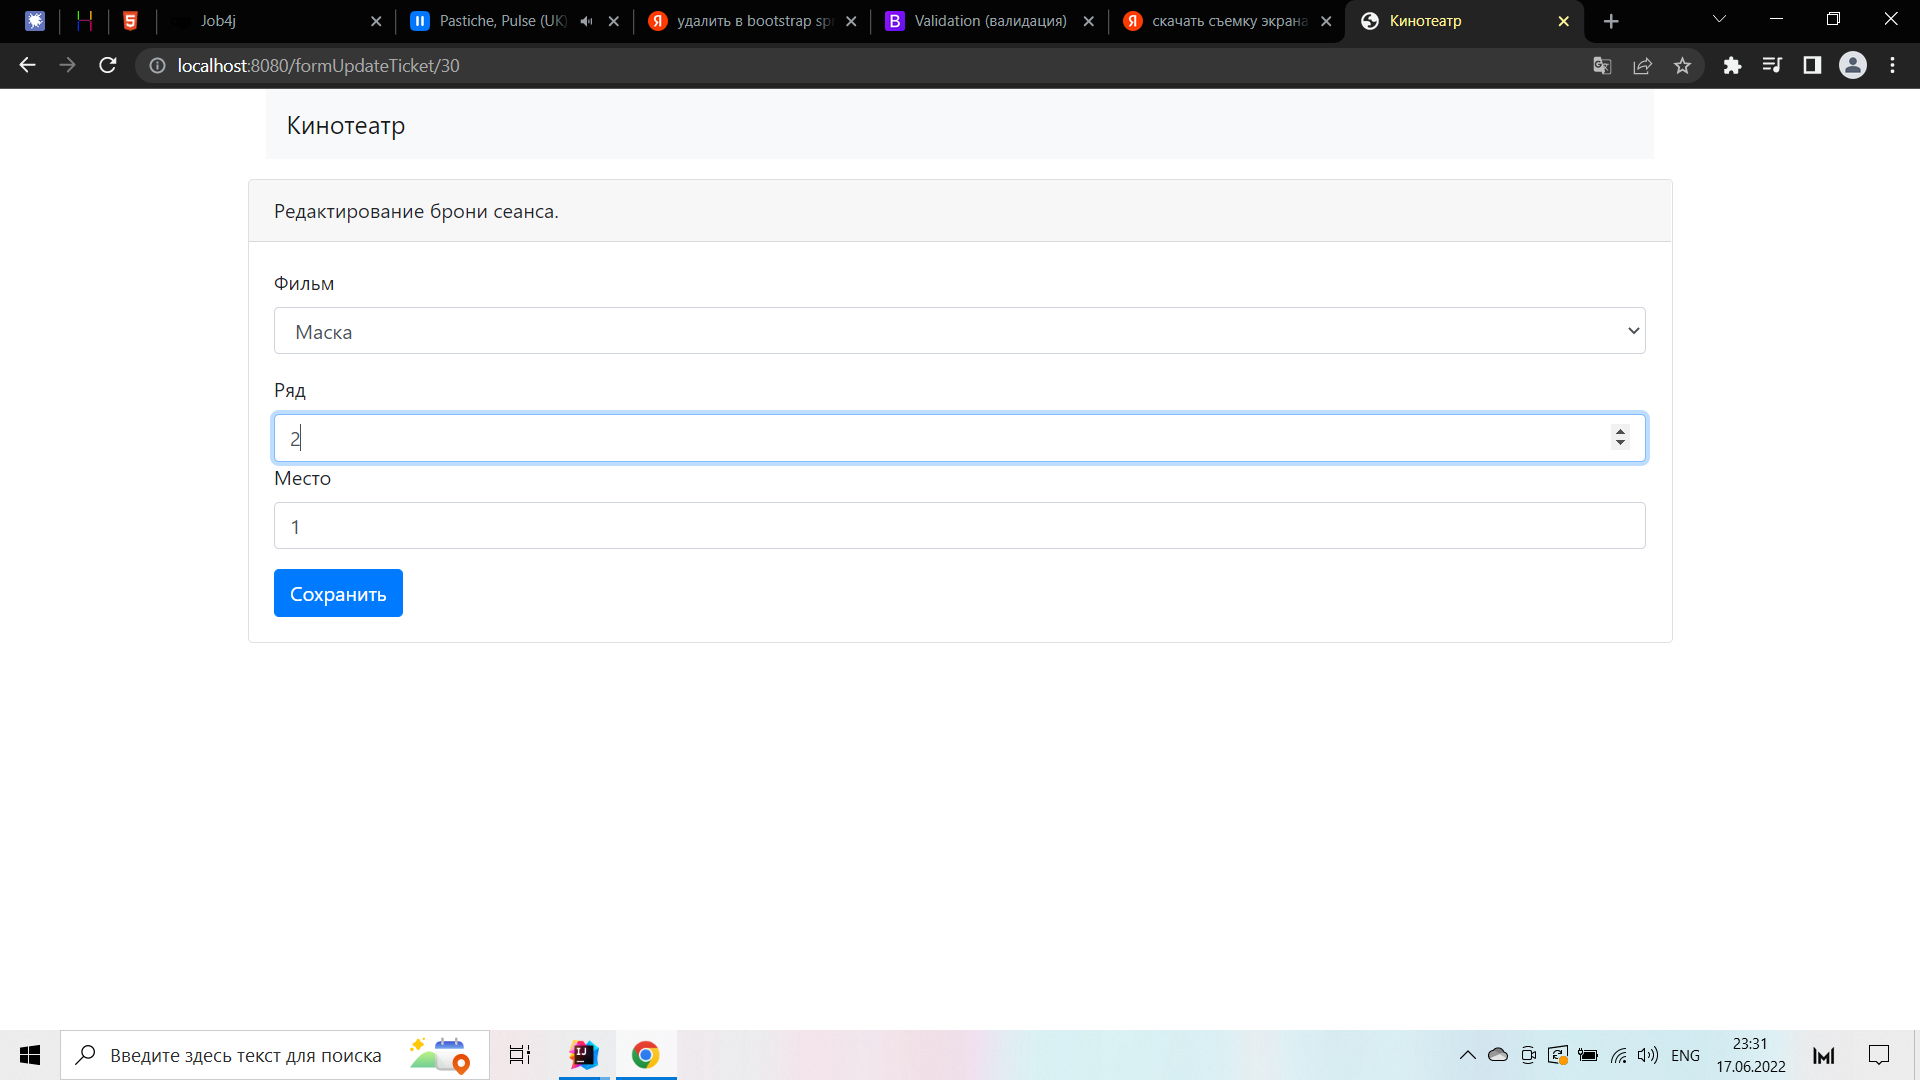 Job4j
Pastiche, Pulse (UK)
удалить в bootstrap spr
Validation (валидация)
скачать съемку экрана
Кинотеатр
localhost:8080/formUpdateTicket/30
Кинотеатр
Редактирование брони сеанса.
Фильм
Маска
Ряд
2
Место
1
Сохранить
Введите здесь текст для поиска
ENG
23:31
17.06.2022